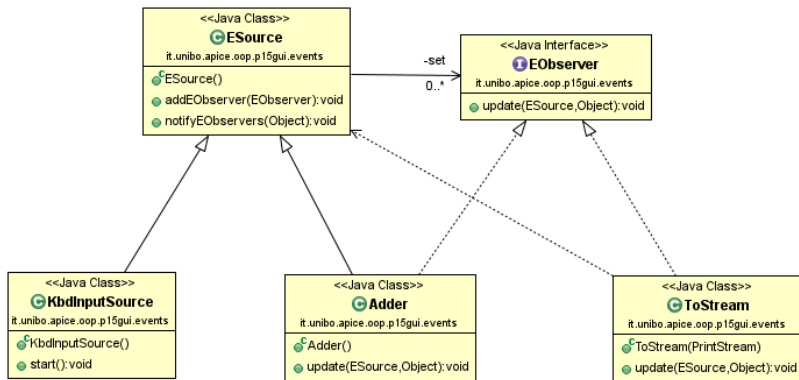 <<Java Class>>
ESource
it.unibo.apice.oop.p15gui.events
ESource()
addEObserver(EObserver):void
notifyEObservers(Object):void
-set
0..*
<<Java Interface>>
EObserver
it.unibo.apice.oop.p15gui.events
update(ESource,Object):void
<<Java Class>>
KbdInputSource
it.unibo.apice.oop.p15gui.events
KbdInputSource()
start():void
<<Java Class>>
Adder
it.unibo.apice.oop.p15gui.events
Adder()
update(ESource,Object):void
<<Java Class>>
ToStream
it.unibo.apice.oop.p15gui.events
ToStream(PrintStream)
update(ESource,Object):void